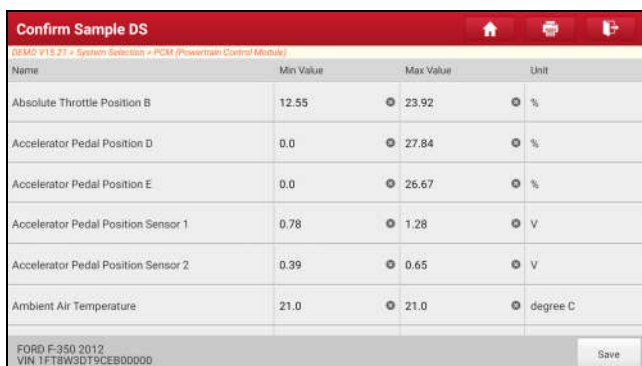 Confirm Sample DS
DEMO V15.21 > System Selection > PCM (Powertrain Control Module)
Name Min Value Max Value Unit
Absolute Throttle Position B 12.55 23.92 %
Accelerator Pedal Position D 0.0 27.84 %
Accelerator Pedal Position E 0.0 26.67 %
Accelerator Pedal Position Sensor 1 0.78 1.28 V
Accelerator Pedal Position Sensor 2 0.39 0.65 V
Ambient Air Temperature 21.0 21.0 degree C
FORD F-350 2012
VIN 1FT8W3DT9CEB00000
Save